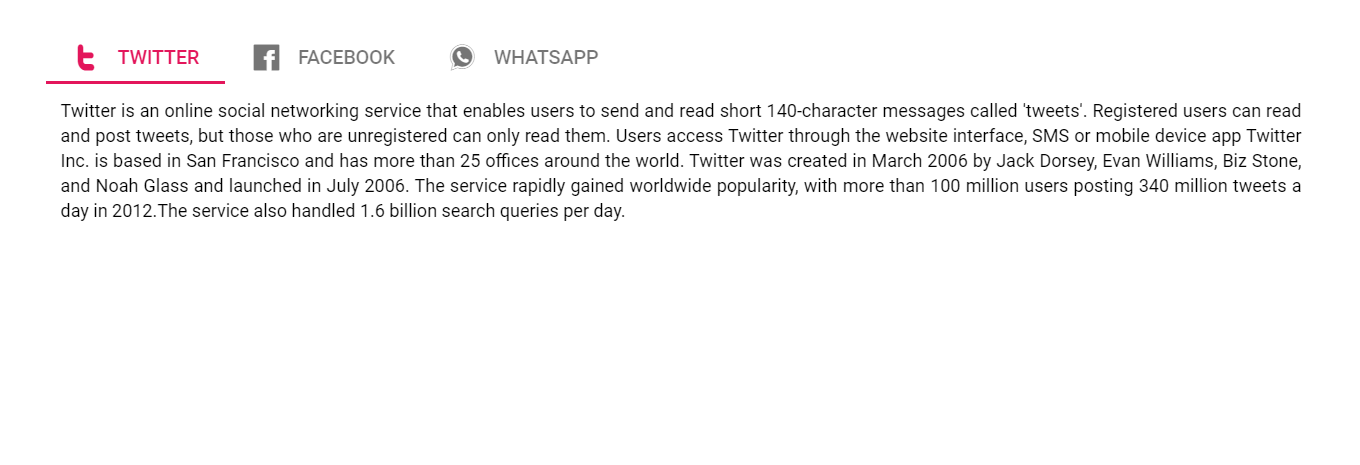 TWITTER FACEBOOK WHATSAPP
Twitter is an online social networking service that enables users to send and read short 140-character messages called 'tweets'. Registered users can read
and post tweets, but those who are unregistered can only read them. Users access Twitter through the website interface, SMS or mobile device app Twitter
Inc. is based in San Francisco and has more than 25 offices around the world. Twitter was created in March 2006 by Jack Dorsey, Evan Williams, Biz Stone,
and Noah Glass and launched in July 2006. The service rapidly gained worldwide popularity, with more than 100 million users posting 340 million tweets a
day in 2012.The service also handled 1.6 billion search queries per day.